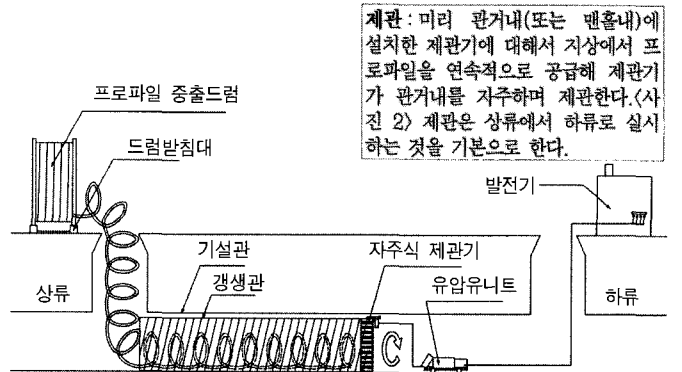 제관 : 미리 관거내(또는 맨홀내)에
설치한 제관기에 대해서 지상에서 프
로파일을 연속적으로 공급해 제관기
가 관거내를 자주하며 제관한다.〈사
진 2〉 제관은 상류에서 하류로 실시
하는 것을 기본으로 한다.
프로파일 중출드럼
드럼받침대
발전기
기설관
자주식 제관기
갱생관
유압유니트
상류
하류